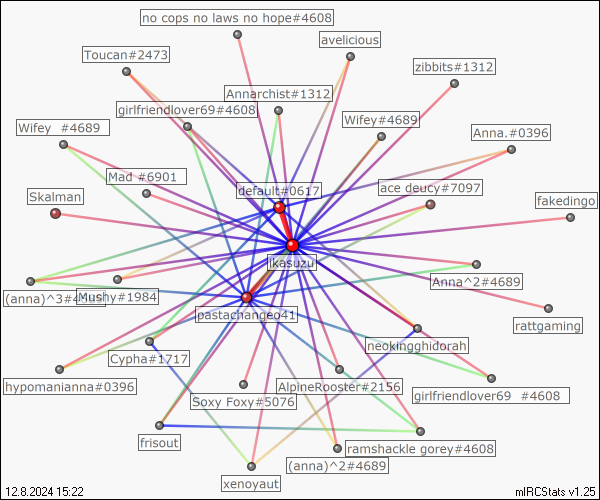 no cops no laws no hope#4608
avelicious
Toucan#2473
zibbits#1312
Annarchist#1312
girlfriendlover69#4608
Wifey#4689
Wifey #4689
Anna.#0396
Mad #6901
default#0617
ace deucy#7097
Skalman
fakedingo
ikasuzu
Anna^2#4689
(anna)^3#4
Mushy#1984
rattgaming
pastachangeo41
neokingghidorah
Cypha#1717
hypomanianna#0396
AlpineRooster#2156
girlfriendlover69 #4608
Soxy Foxy#5076
frisout
ramshackle gorey#4608
(anna)^2#4689
xenoyaut
12.8.2024 15:22
mIRCStats v1.25